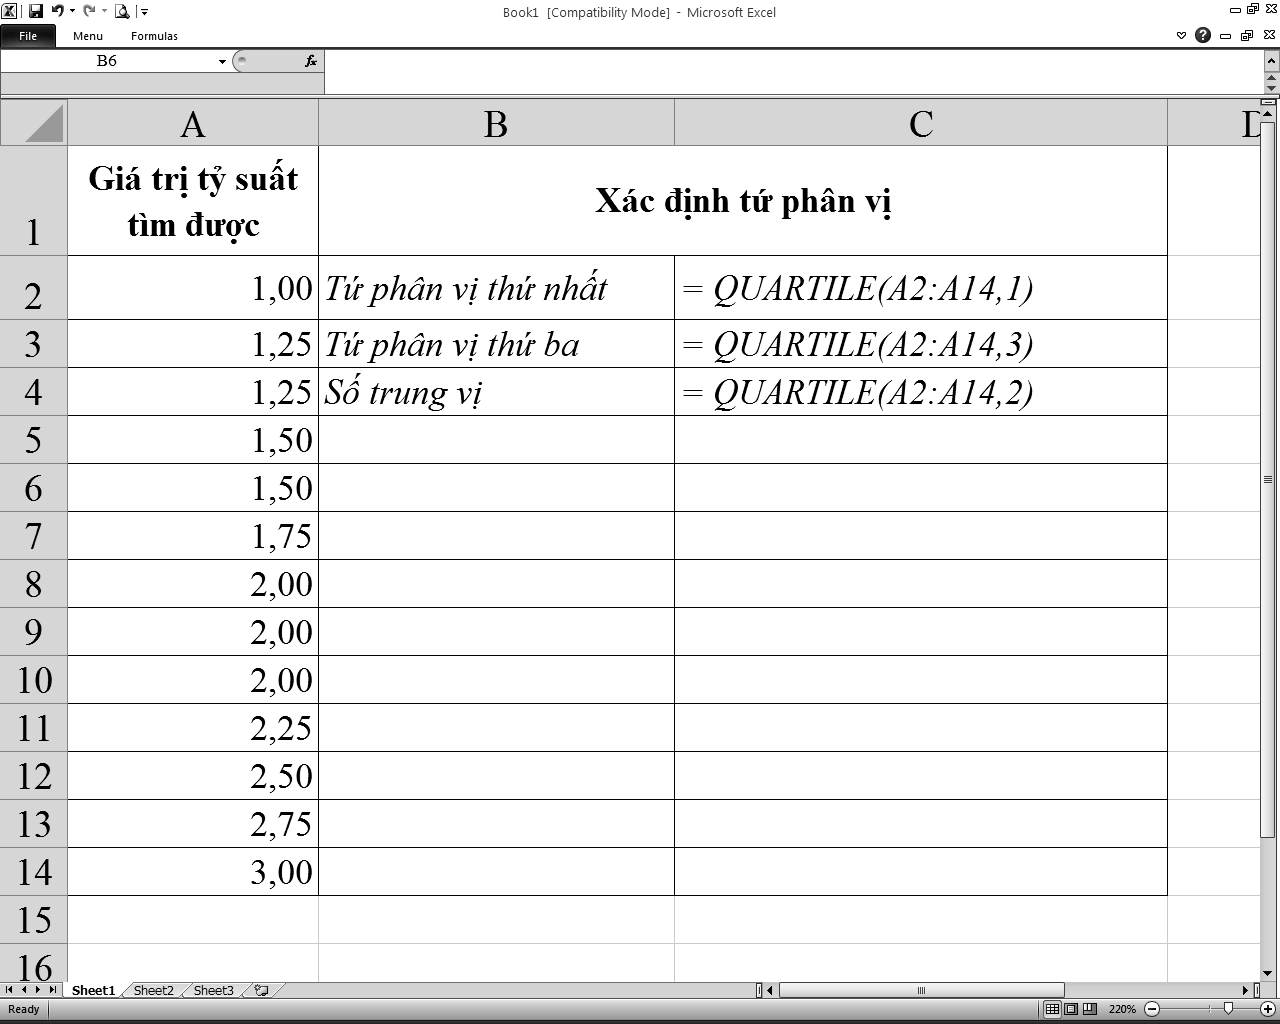 Book1 [Compatibility Mode] - Microsoft Excel
File Menu Formulas
B6 fx
A B C D
1 Giá trị tỷ suất tìm được Xác định tứ phân vị
2 1,00 Tứ phân vị thứ nhất = QUARTILE(A2:A14,1)
3 1,25 Tứ phân vị thứ ba = QUARTILE(A2:A14,3)
4 1,25 Số trung vị = QUARTILE(A2:A14,2)
5 1,50
6 1,50
7 1,75
8 2,00
9 2,00
10 2,00
11 2,25
12 2,50
13 2,75
14 3,00
15
16
Sheet1 Sheet2 Sheet3
Ready 220%